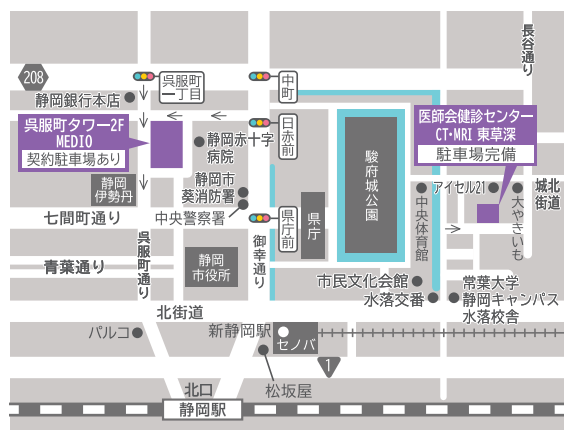 長谷通り
208
呉服町
一丁目
中町
静岡銀行本店
呉服町タワー2F
MEDIO
契約駐車場あり
静岡赤十字
病院
日赤前
医師会健診センター
CT・MRI 東草深
駐車場完備
駿府城公園
静岡
伊勢丹
静岡市
葵消防署
アイセル21
城北
街道
中央体育館
大やきいも
七間町通り
中央警察署
県庁前
県庁
呉服町通り
御幸通り
青葉通り
静岡
市役所
市民文化会館
水落交番
常葉大学
静岡キャンパス
水落校舎
北街道
パルコ
新静岡駅
セノバ
1
北口
松坂屋
静岡駅